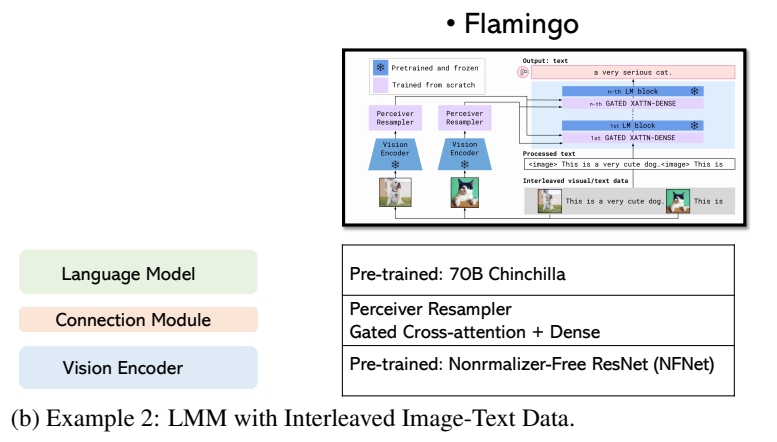 • Flamingo
Pretrained and frozen
Trained from scratch
Output: text
a very serious cat.
n-th LM block
n-th GATED XATTN-DENSE
1st LM block
1st GATED XATTN-DENSE
Perceiver
Resampler
Perceiver
Resampler
Vision
Encoder
Vision
Encoder
Processed text
<image> This is a very cute dog.<image> This is
Interleaved visual/text data
This is a very cute dog.
This is
Language Model
Pre-trained: 70B Chinchilla
Connection Module
Perceiver Resampler
Gated Cross-attention + Dense
Vision Encoder
Pre-trained: Nonrmalizer-Free ResNet (NFNet)
(b) Example 2: LMM with Interleaved Image-Text Data.